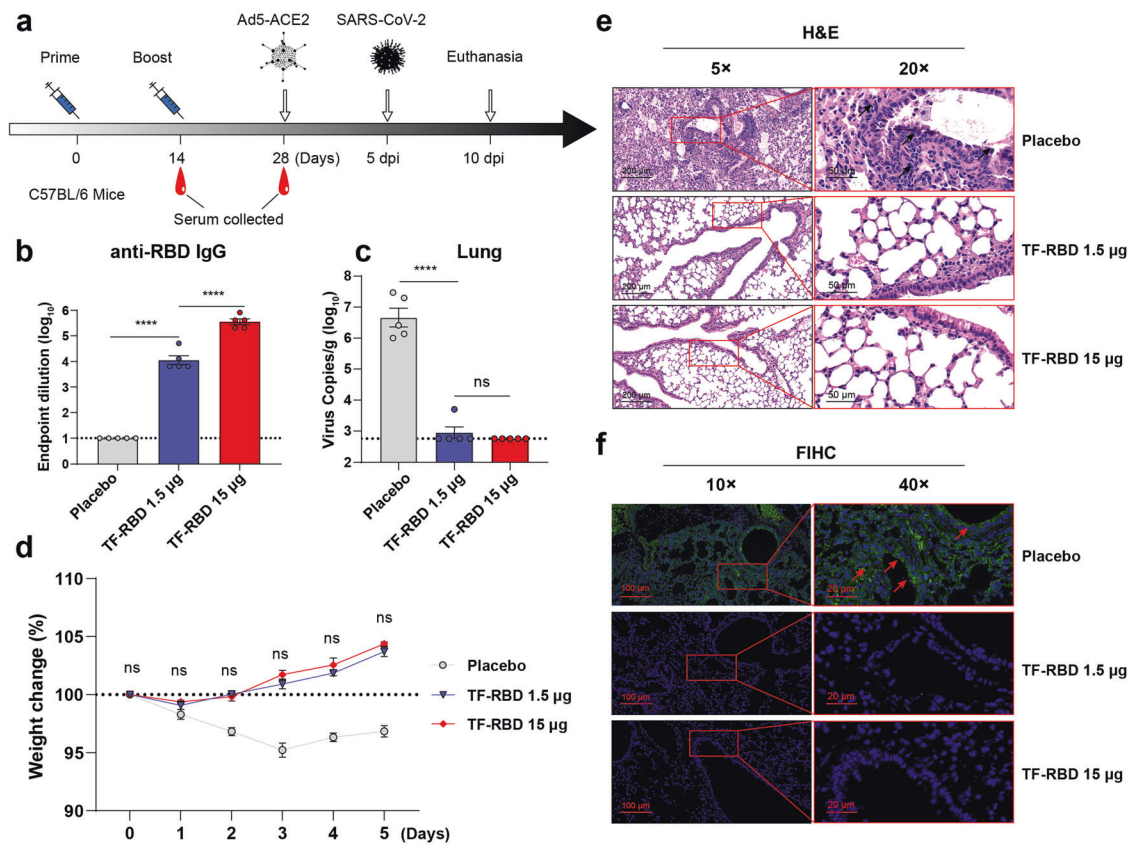 a
Ad5-ACE2
SARS-CoV-2
Prime
Boost
Euthanasia
0
14
28 (Days)
5 dpi
10 dpi
C57BL/6 Mice
Serum collected
b
anti-RBD IgG
Endpoint dilution (log10)
6
5
4
2
1
0
****
****
Placebo
TF-RBD 1.5 µg
TF-RBD 15 µg
c
Lung
Virus Copies/g (log10)
8
7
6
5
4
3
2
****
ns
Placebo
TF-RBD 1.5 µg
TF-RBD 15 µg
d
Weight change (%)
110
105
100
95
90
ns
ns
ns
ns
ns
ns
0
1
2
3
4
5
(Days)
Placebo
TF-RBD 1.5 µg
TF-RBD 15 µg
e
H&E
5×
20×
200 µm
50 µm
Placebo
200 µm
50 µm
TF-RBD 1.5 µg
200 µm
50 µm
TF-RBD 15 µg
f
FIHC
10×
40×
100 µm
20 µm
Placebo
100 µm
20 µm
TF-RBD 1.5 µg
100 µm
20 µm
TF-RBD 15 µg